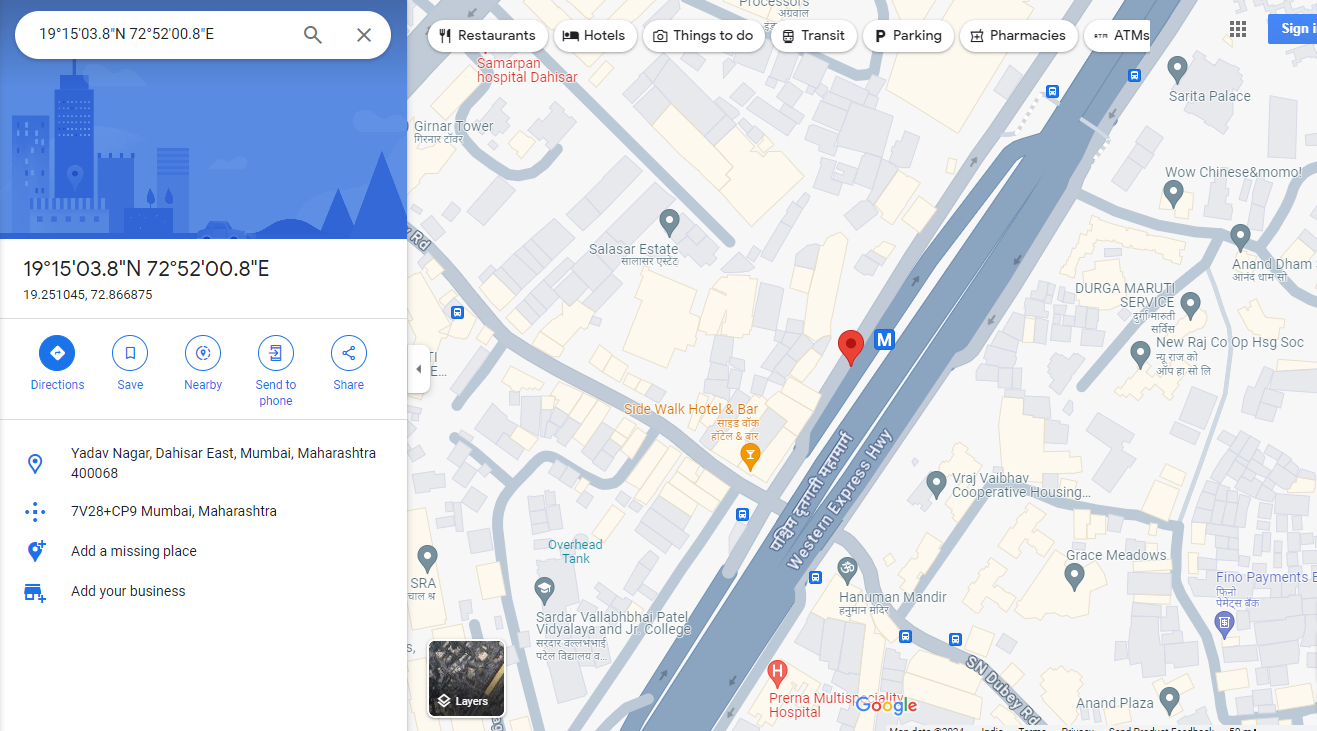 19°15'03.8"N 72°52'00.8"E
Restaurants
Hotels
Things to do
Transit
Parking
Pharmacies
ATMs
19°15'03.8"N 72°52'00.8"E
19.251045, 72.866875
Directions
Save
Nearby
Send to
phone
Share
Yadav Nagar, Dahisar East, Mumbai, Maharashtra
400068
7V28+CP9 Mumbai, Maharashtra
Add a missing place
Add your business
Processors
अग्रवाल
Samarpan
hospital Dahisar
Girnar Tower
गिरनार टॉवर
Sarita Palace
Wow Chinese&momo!
Salasar Estate
सालासर एस्टेट
Rd
Anand Dham
आनंद धाम सो
DURGA MARUTI
SERVICE
दुर्गा मारुती
सर्विस
New Raj Co Op Hsg Soc
न्यू राज को
ऑप हा सो लि
M
Side Walk Hotel & Bar
साइड वॉक
हॉटेल & बार
पश्चिम द्रुतगती महामार्ग
Western Express Hwy
Vraj Vaibhav
Cooperative Housing...
Overhead
Tank
Grace Meadows
SRA
Hanuman Mandir
हनुमान मंदिर
Fino Payments
फिनो
पेमेंट्स बँक
Sardar Vallabhbhai Patel
Vidyalaya and Jr. College
सरदार वल्लभभाई
पटेल विद्यालय व...
SN Dubey Rd
Layers
H
Prerna Multispeciality
Hospital
Google
Anand Plaza